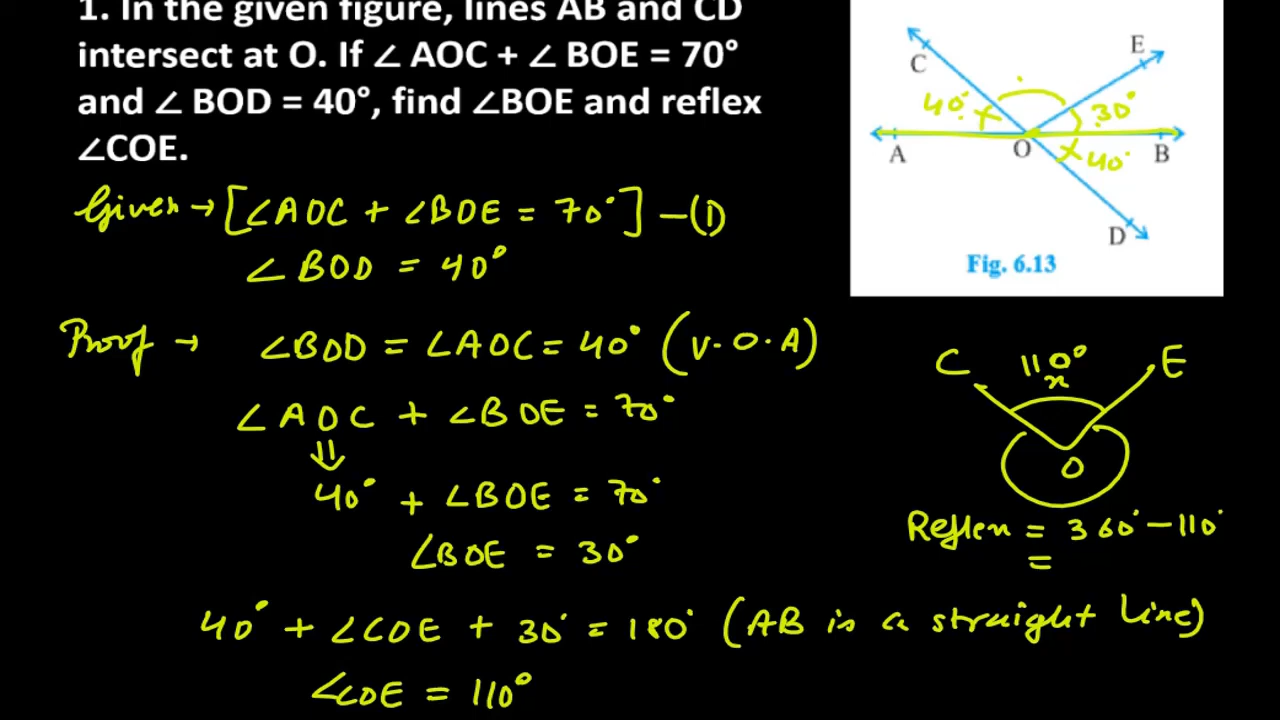 1. In the given figure, lines AB and CD
intersect at O. If ∠ AOC + ∠ BOE = 70°
and ∠ BOD = 40°, find ∠BOE and reflex
∠COE.
Given → [∠AOC + ∠BOE = 70°] —(1)
∠BOD = 40°
Proof → ∠BOD = ∠AOC = 40° (V.O.A)
∠AOC + ∠BOE = 70°
⇓
40° + ∠BOE = 70°
∠BOE = 30°
40° + ∠COE + 30° = 180° (AB is a straight line)
∠COE = 110°
C
E
40°
30°
A
O
40°
B
D
Fig. 6.13
C
110°
x
E
O
Reflex = 360° - 110°
=